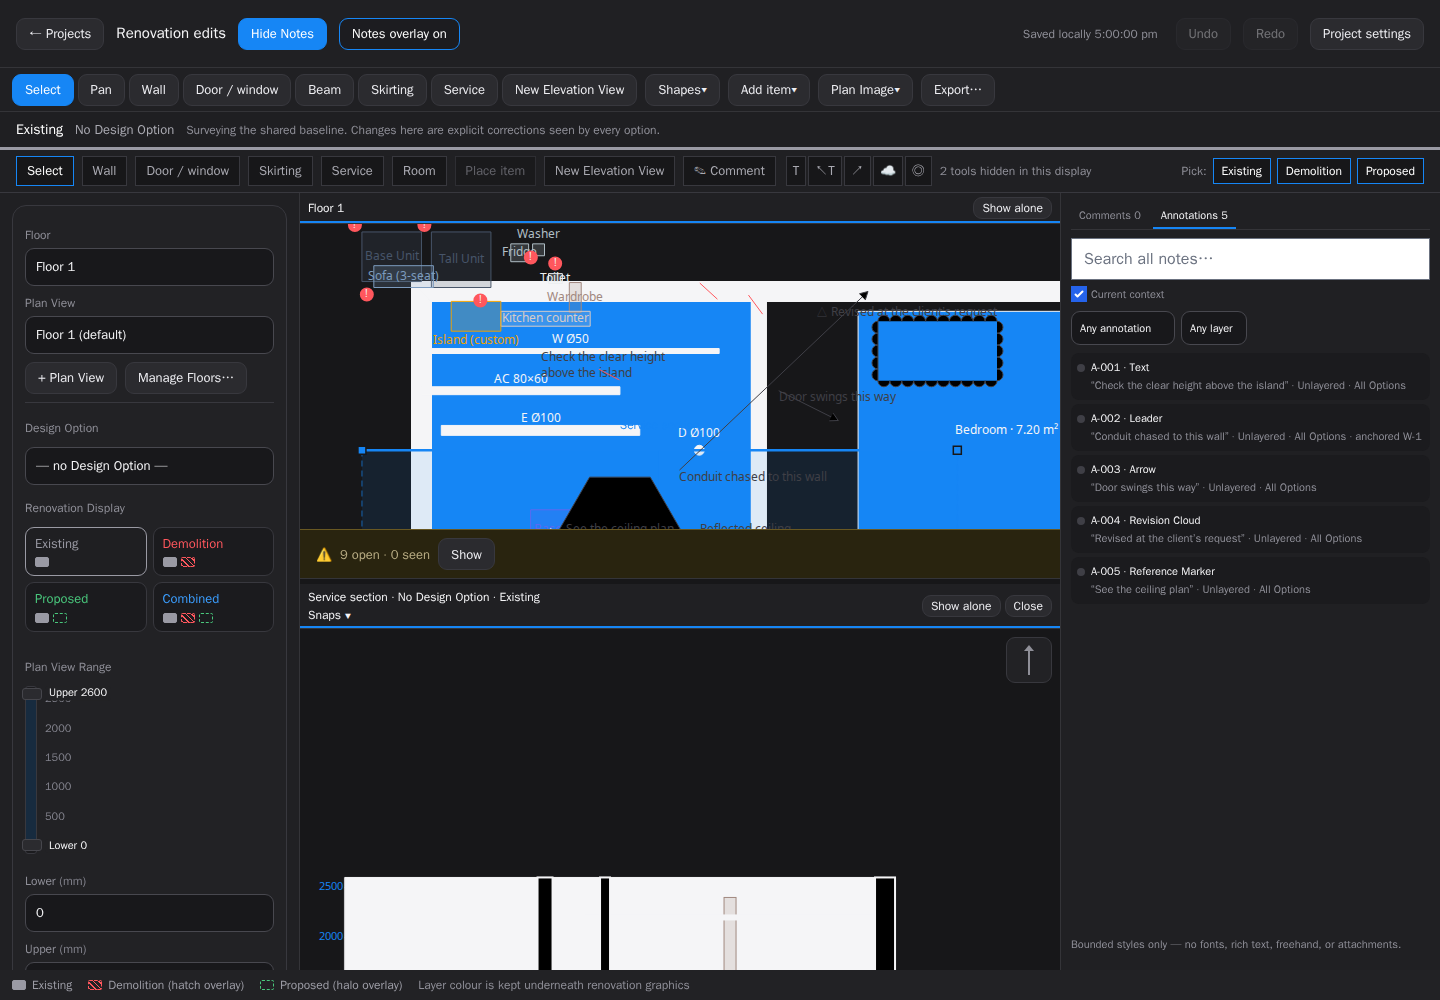 ← Projects
Renovation edits
Hide Notes
Notes overlay on
Saved locally 5:00:00 pm
Undo
Redo
Project settings
Select
Pan
Wall
Door / window
Beam
Skirting
Service
New Elevation View
Shapes▾
Add item▾
Plan Image▾
Export⋯
Existing
No Design Option
Surveying the shared baseline. Changes here are explicit corrections seen by every option.
Select
Wall
Door / window
Skirting
Service
Room
Place item
New Elevation View
✎ Comment
T
↖T
↗
☁️
◎
2 tools hidden in this display
Pick:
Existing
Demolition
Proposed
Floor
Floor 1
Plan View
Floor 1 (default)
+ Plan View
Manage Floors⋯
Design Option
— no Design Option —
Renovation Display
Existing
Demolition
Proposed
Combined
Plan View Range
Upper 2600
2000
1500
1000
500
Lower 0
Lower (mm)
0
Upper (mm)
Floor 1
Show alone
Washer
Fridge
Base Unit
Tall Unit
Sofa (3-seat)
Toilet
Wardrobe
Kitchen counter
Island (custom)
W Ø50
Check the clear height
above the island
AC 80×60
E Ø100
D Ø100
△ Revised at the client's request
Door swings this way
Bedroom · 7.20 m²
Conduit chased to this wall
See the ceiling plan
Reflected ceiling
⚠️ 9 open · 0 seen
Show
Service section · No Design Option · Existing
Snaps ▾
Show alone
Close
2500
2000
Comments 0
Annotations 5
Search all notes⋯
Current context
Any annotation
Any layer
A-001 · Text
"Check the clear height above the island" · Unlayered · All Options
A-002 · Leader
"Conduit chased to this wall" · Unlayered · All Options · anchored W-1
A-003 · Arrow
"Door swings this way" · Unlayered · All Options
A-004 · Revision Cloud
"Revised at the client's request" · Unlayered · All Options
A-005 · Reference Marker
"See the ceiling plan" · Unlayered · All Options
Bounded styles only — no fonts, rich text, freehand, or attachments.
Existing
Demolition (hatch overlay)
Proposed (halo overlay)
Layer colour is kept underneath renovation graphics